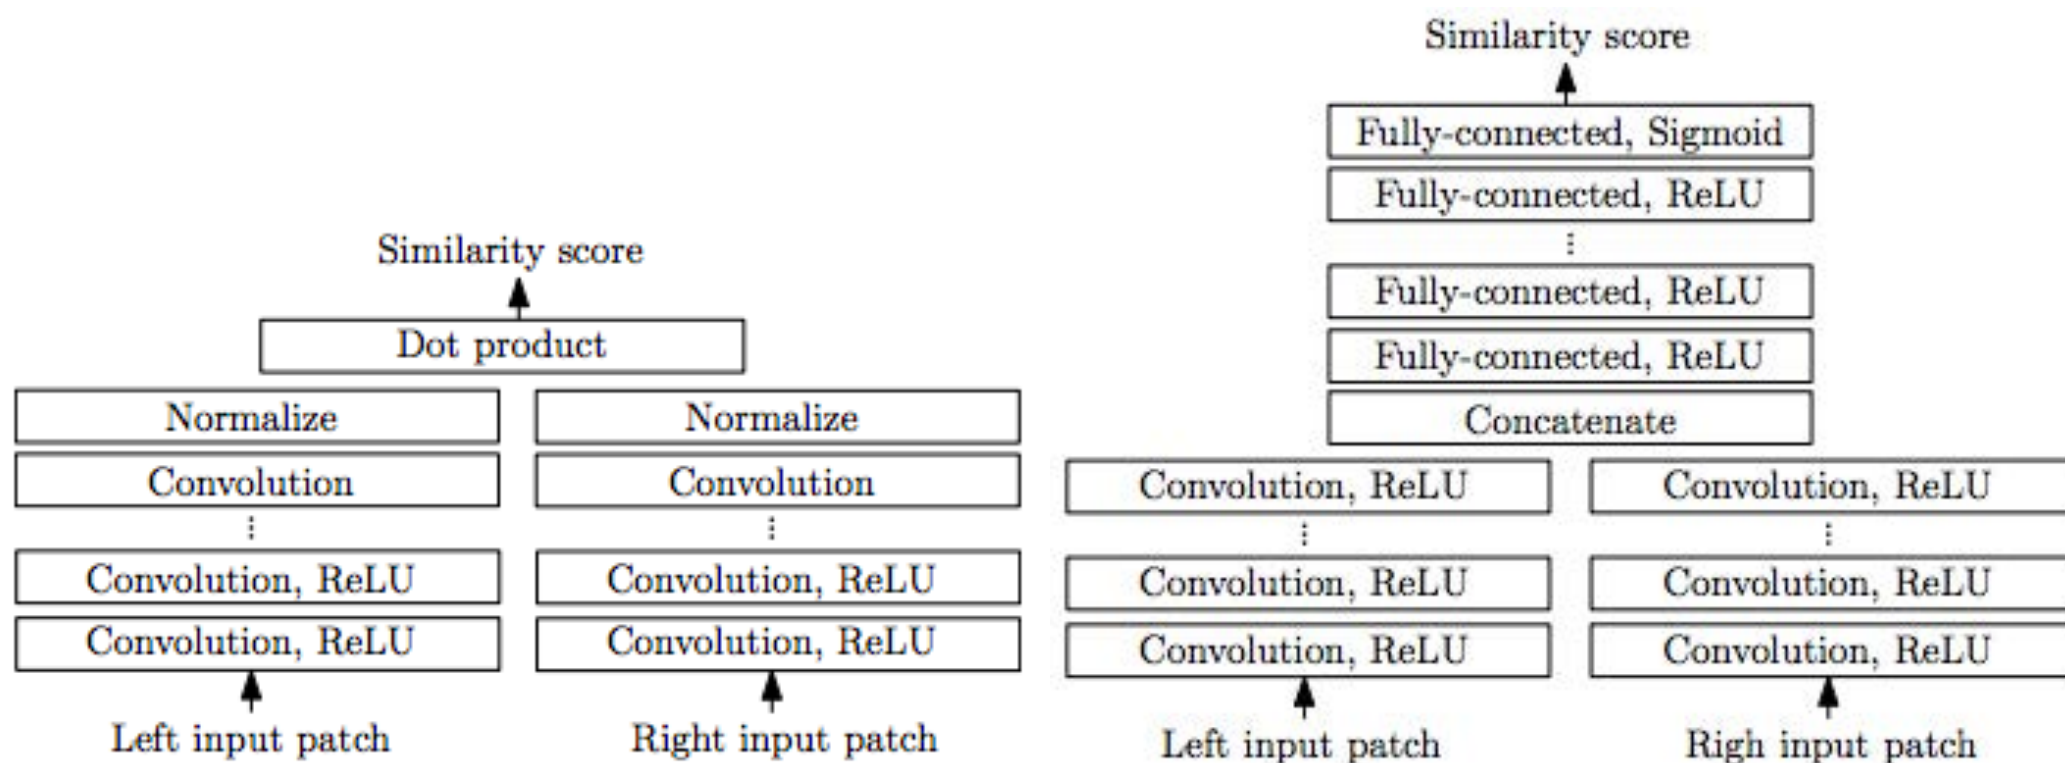 Similarity score
Dot product
Normalize
Normalize
Convolution
Convolution
⋮
⋮
Convolution, ReLU
Convolution, ReLU
Convolution, ReLU
Convolution, ReLU
Left input patch
Right input patch
Similarity score
Fully-connected, Sigmoid
Fully-connected, ReLU
⋮
Fully-connected, ReLU
Fully-connected, ReLU
Concatenate
Convolution, ReLU
Convolution, ReLU
⋮
⋮
Convolution, ReLU
Convolution, ReLU
Convolution, ReLU
Convolution, ReLU
Left input patch
Righ input patch